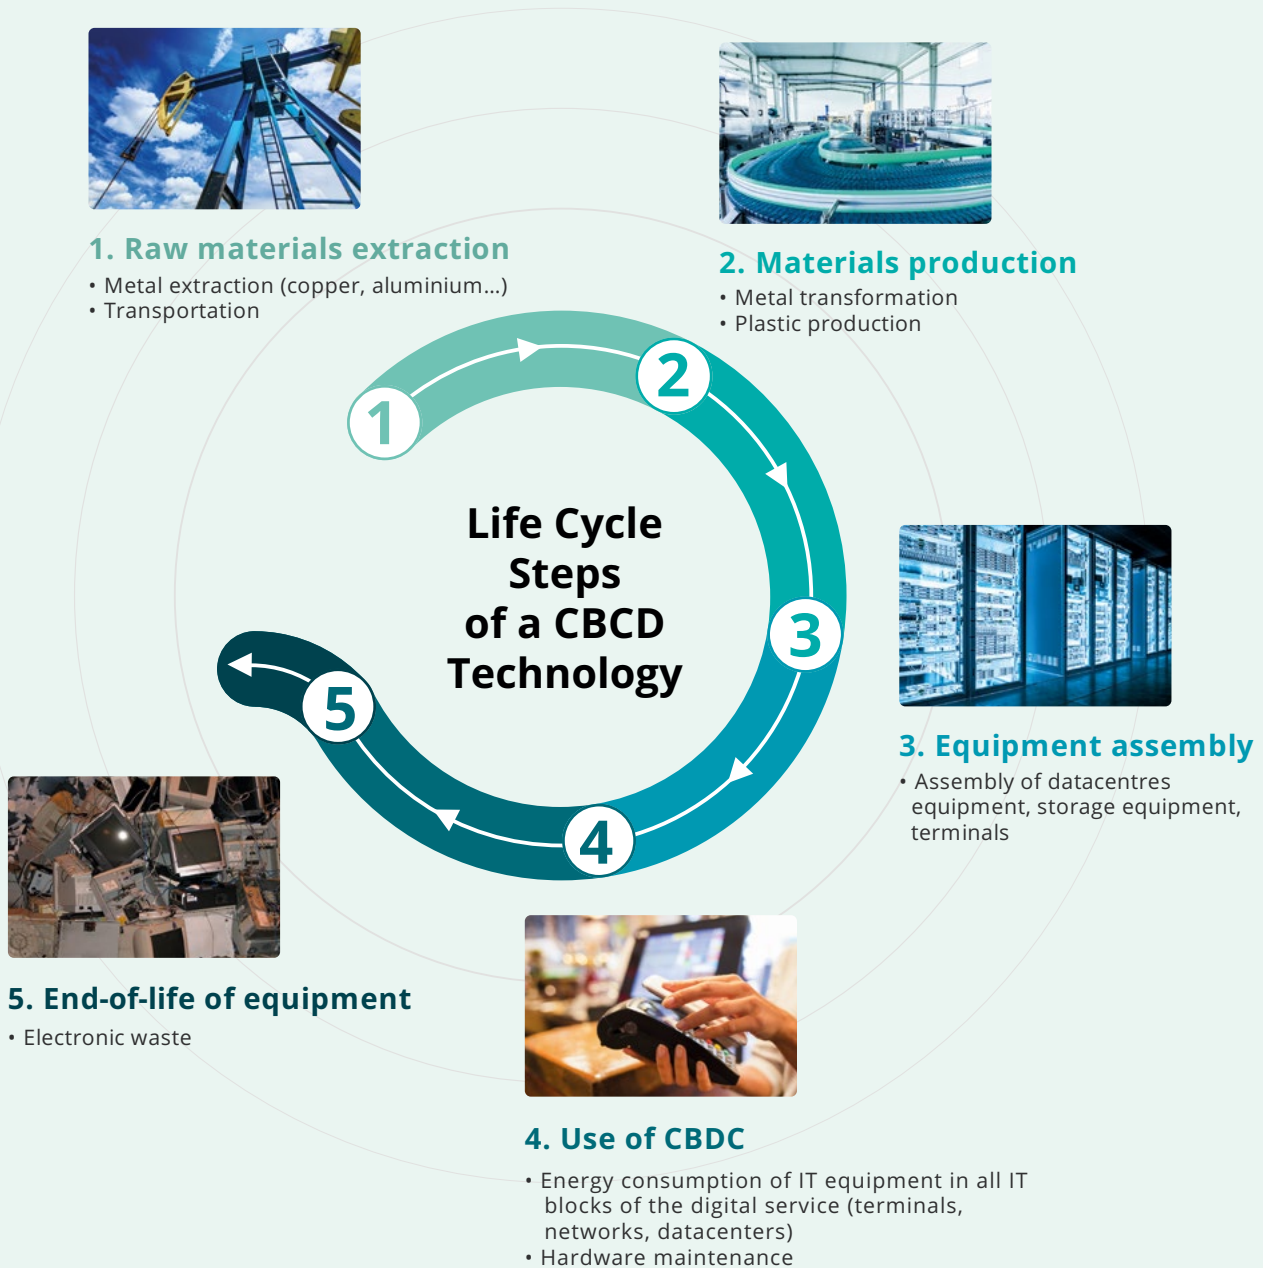 1. Raw materials extraction
• Metal extraction (copper, aluminium...)
• Transportation
2. Materials production
• Metal transformation
• Plastic production
1
2
3
4
5
Life Cycle
Steps
of a CBCD
Technology
3. Equipment assembly
• Assembly of datacentres
equipment, storage equipment,
terminals
4. Use of CBDC
• Energy consumption of IT equipment in all IT
blocks of the digital service (terminals,
networks, datacenters)
• Hardware maintenance
5. End-of-life of equipment
• Electronic waste